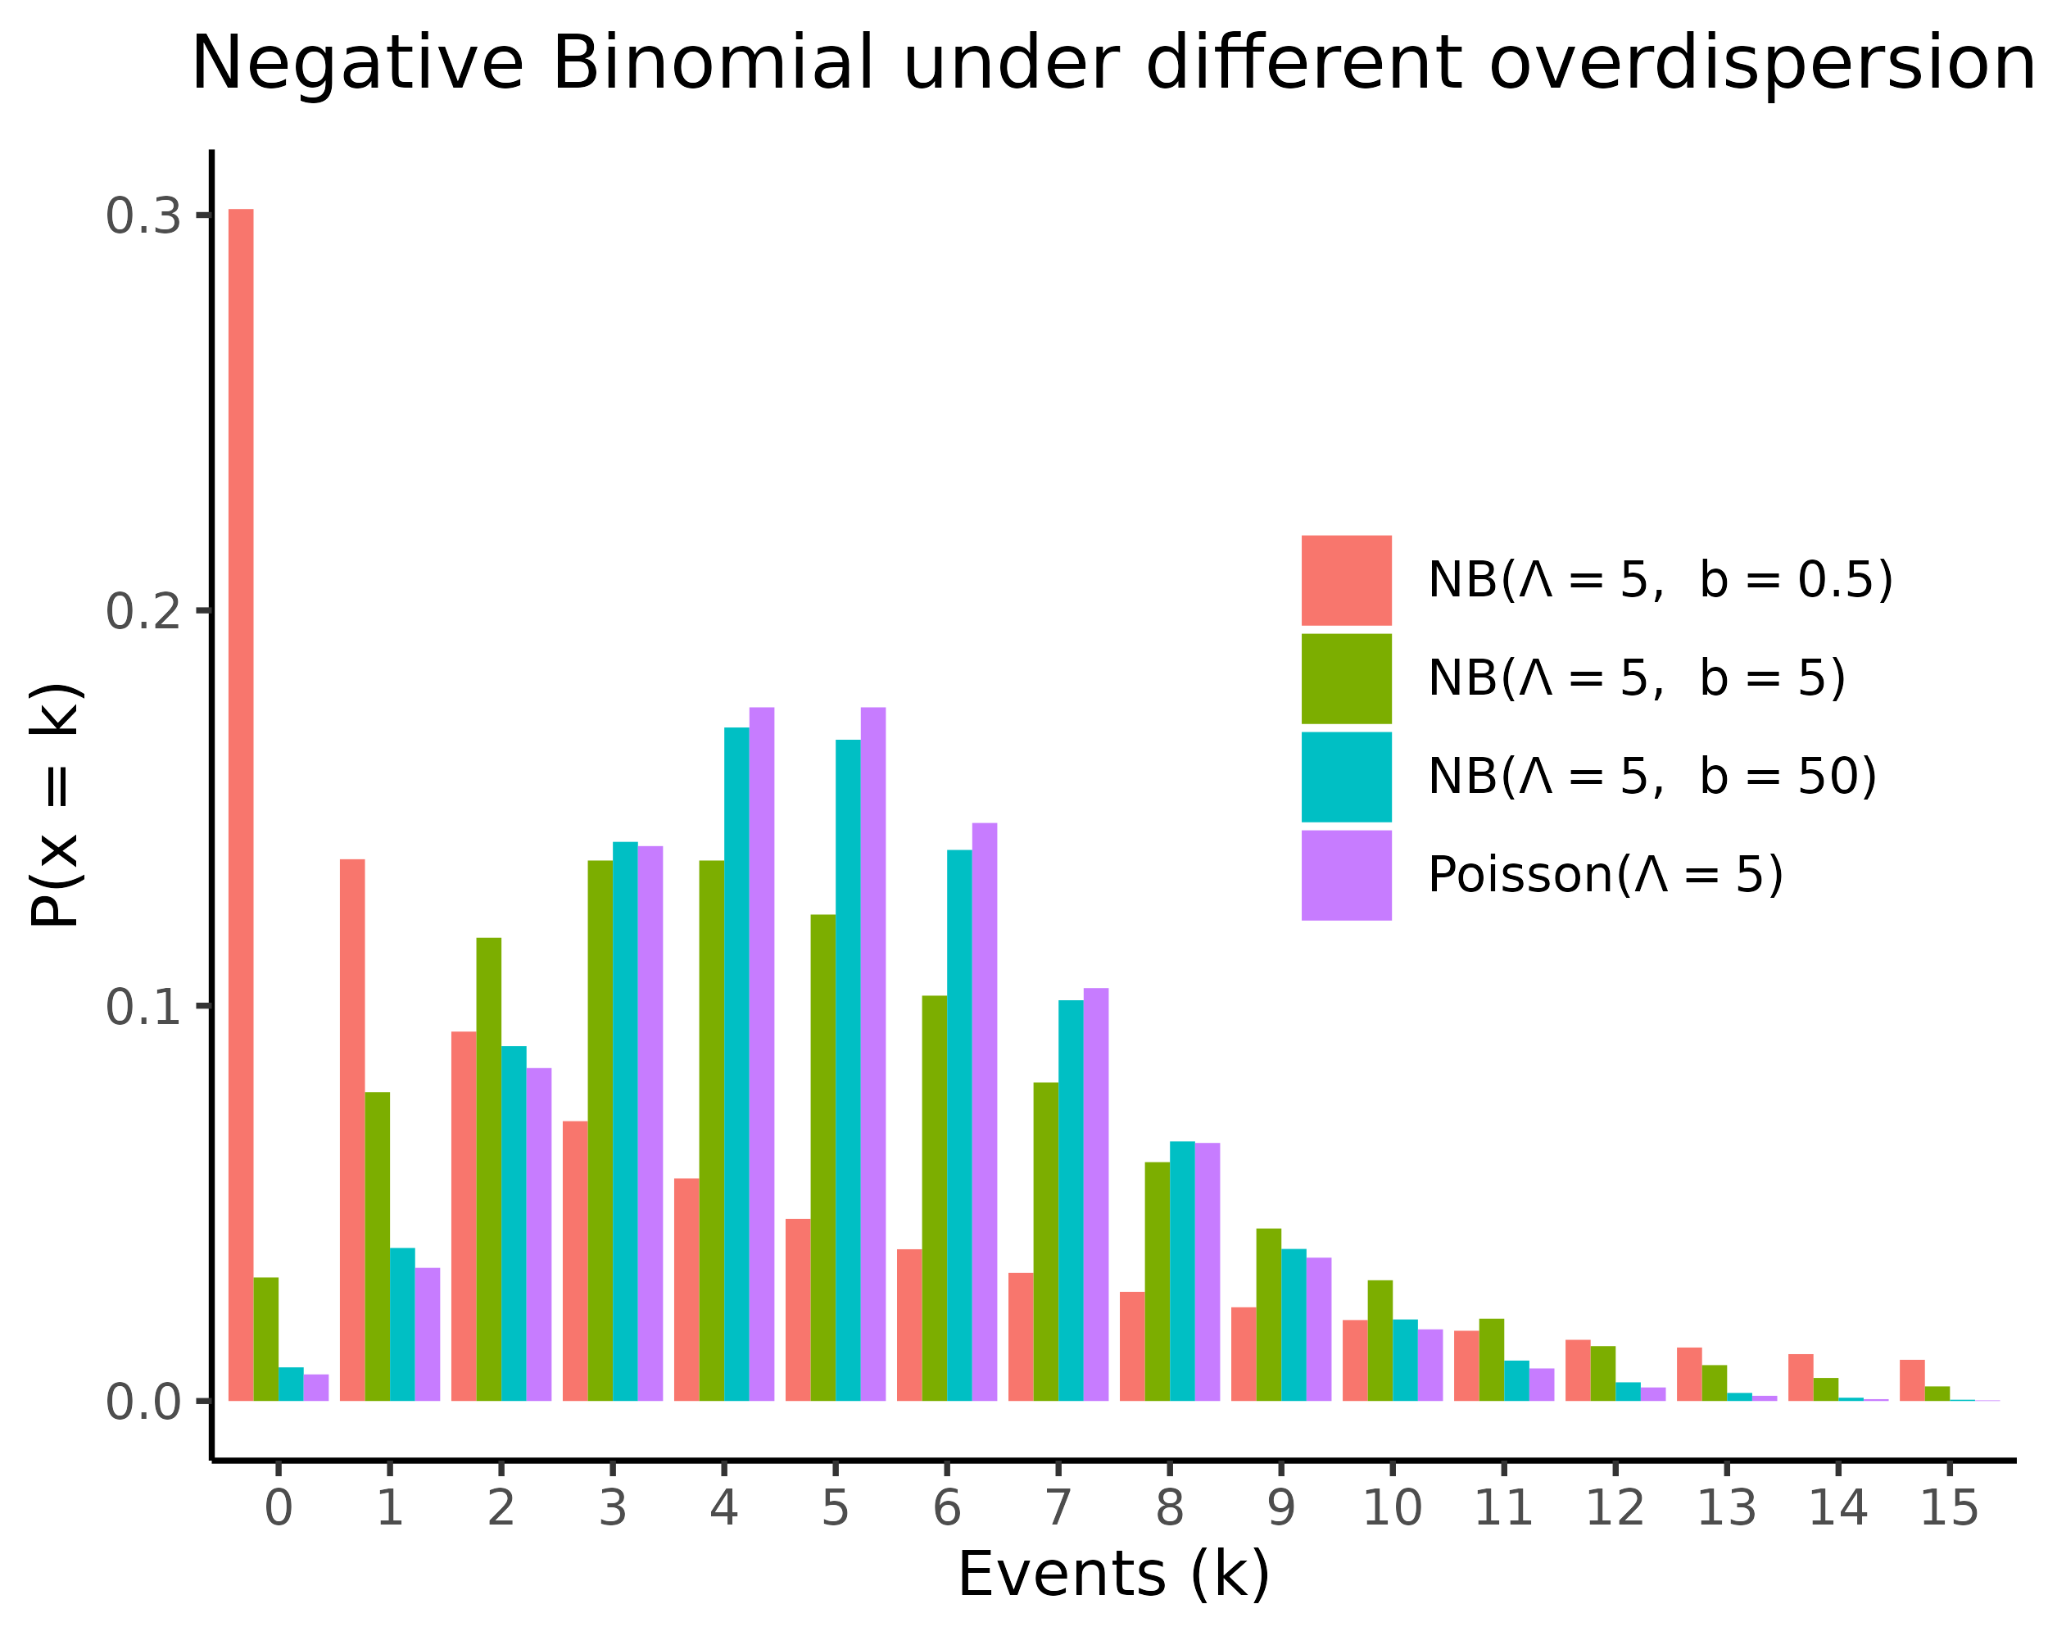 Negative Binomial under different overdispersion
P(x = k)
0.3
0.2
0.1
0.0
NB(Λ = 5,  b = 0.5)
NB(Λ = 5,  b = 5)
NB(Λ = 5,  b = 50)
Poisson(Λ = 5)
0 1 2 3 4 5 6 7 8 9 10 11 12 13 14 15
Events (k)